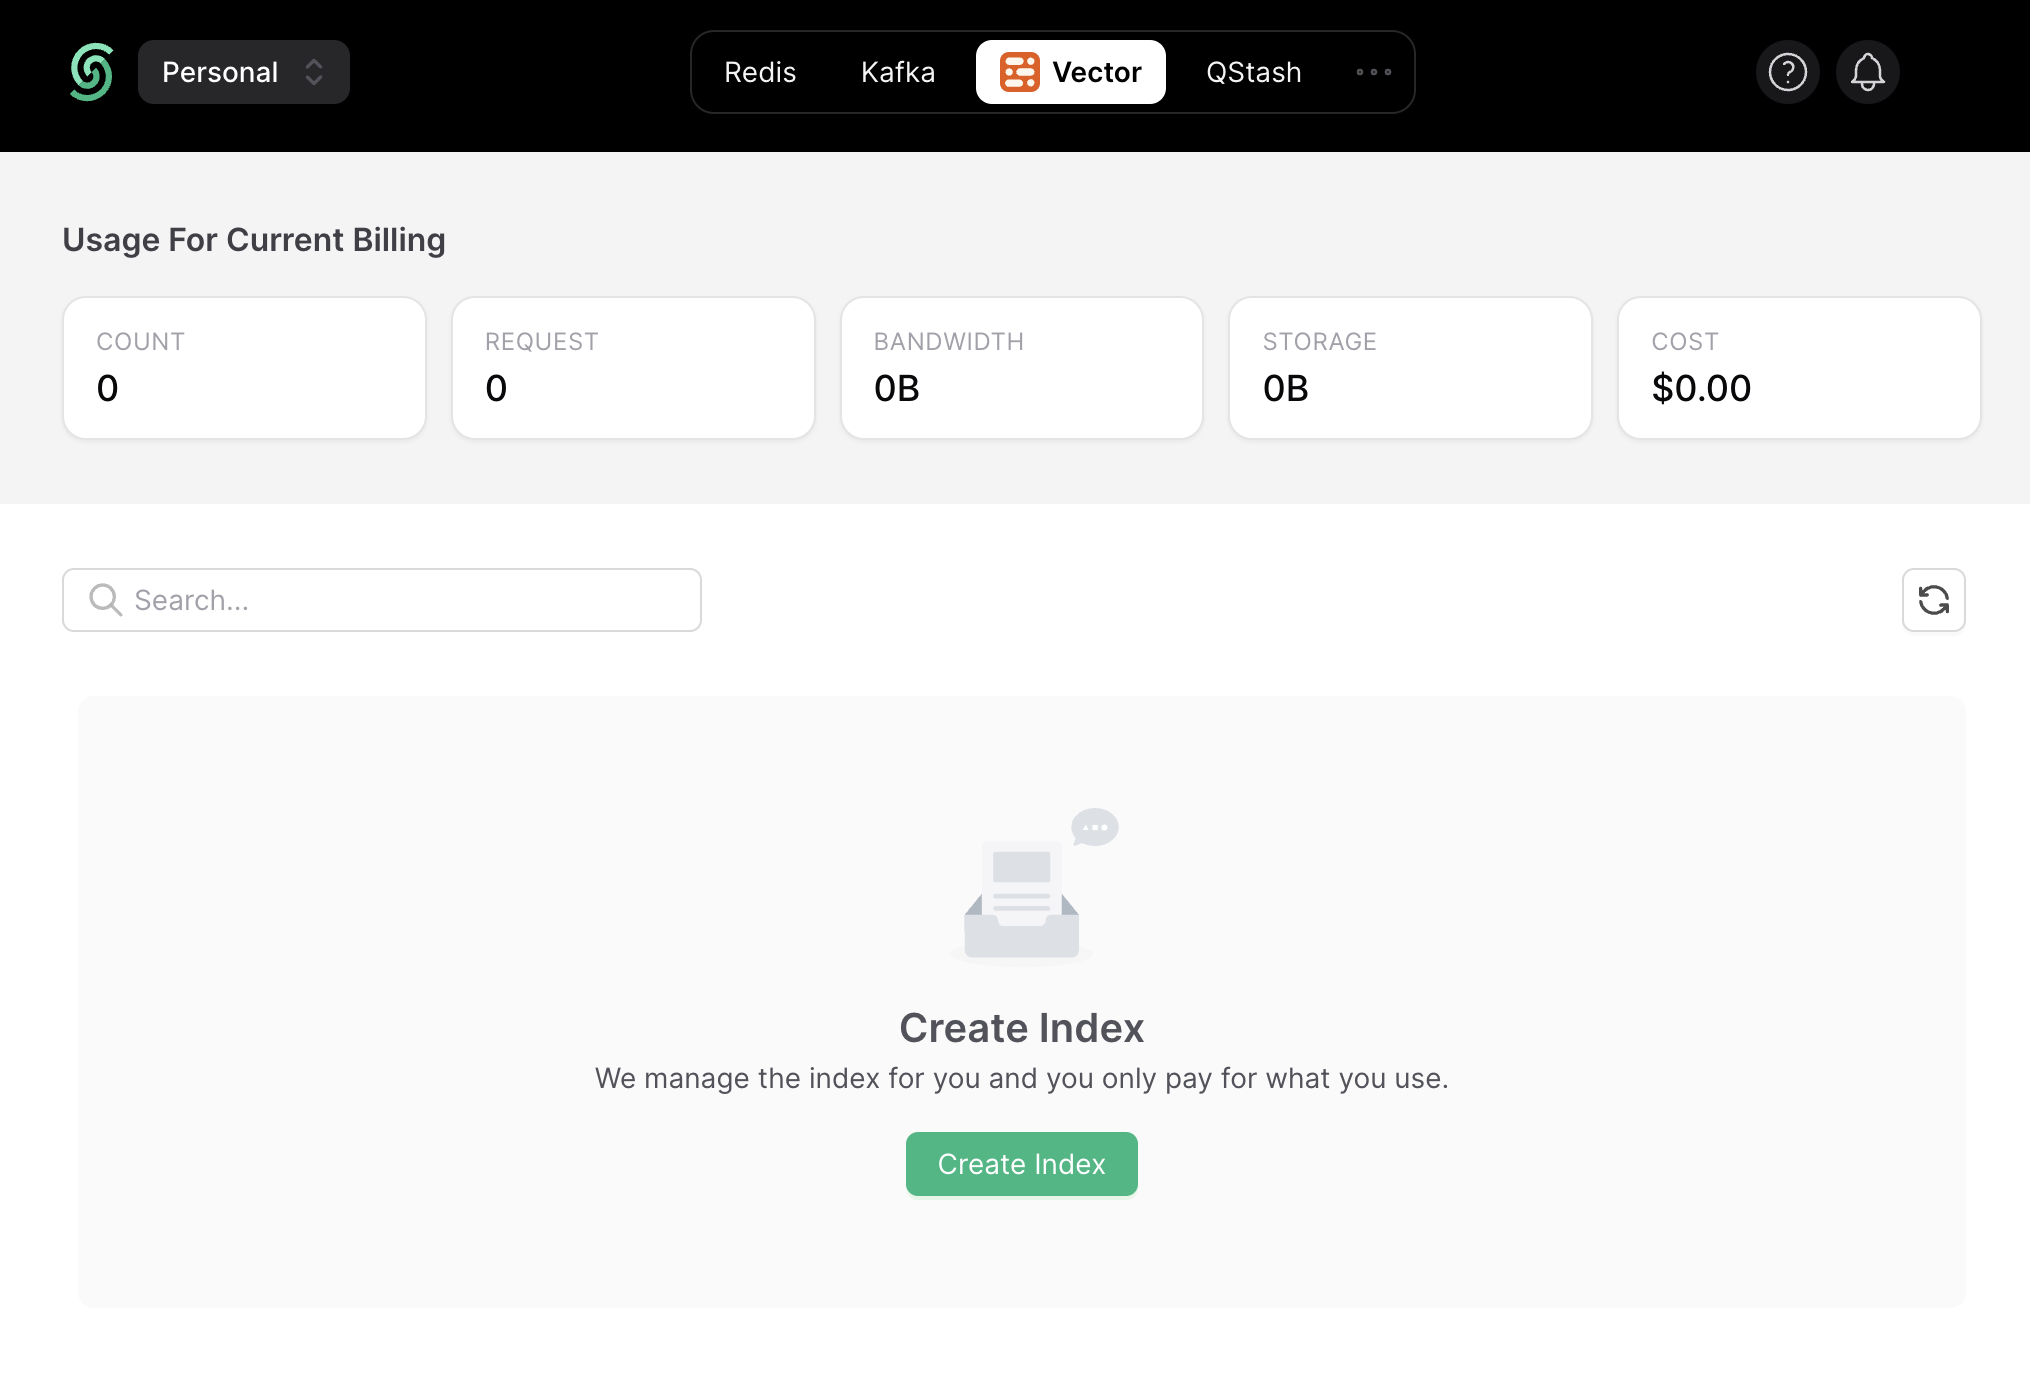 Personal
Redis
Kafka
Vector
QStash
Usage For Current Billing
COUNT
0
REQUEST
0
BANDWIDTH
0B
STORAGE
0B
COST
$0.00
Search...
Create Index
We manage the index for you and you only pay for what you use.
Create Index